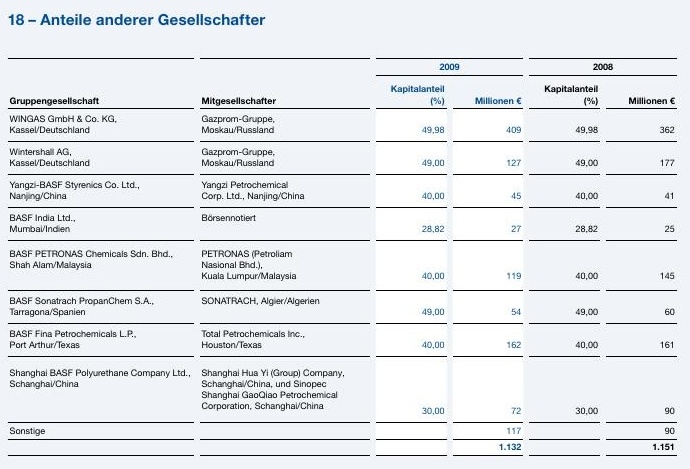 18 – Anteile anderer Gesellschafter
2009 2008
Kapitalanteil Kapitalanteil
Gruppengesellschaft Mitgesellschafter (%) Millionen € (%) Millionen €
WINGAS GmbH & Co. KG, Gazprom-Gruppe,
Kassel/Deutschland Moskau/Russland 49,98 409 49,98 362
Wintershall AG, Gazprom-Gruppe,
Kassel/Deutschland Moskau/Russland 49,00 127 49,00 177
Yangzi-BASF Styrenics Co. Ltd., Yangzi Petrochemical
Nanjing/China Corp. Ltd., Nanjing/China 40,00 45 40,00 41
BASF India Ltd., Börsennotiert
Mumbai/Indien 28,82 27 28,82 25
BASF PETRONAS Chemicals Sdn. Bhd., PETRONAS (Petroliam
Shah Alam/Malaysia Nasional Bhd.),
Kuala Lumpur/Malaysia 40,00 119 40,00 145
BASF Sonatrach PropanChem S.A., SONATRACH, Algier/Algerien
Tarragona/Spanien 49,00 54 49,00 60
BASF Fina Petrochemicals L.P., Total Petrochemicals Inc.,
Port Arthur/Texas Houston/Texas 40,00 162 40,00 161
Shanghai BASF Polyurethane Company Ltd., Shanghai Hua Yi (Group) Company,
Schanghai/China Schanghai/China, und Sinopec
Shanghai GaoQiao Petrochemical
Corporation, Schanghai/China 30,00 72 30,00 90
Sonstige 117 90
1.132 1.151